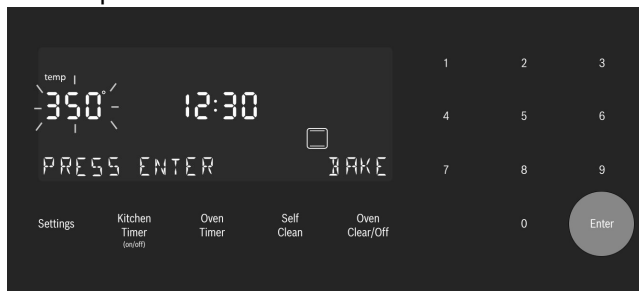 temp
350° 12:30
PRESS ENTER BAKE
Settings
Kitchen Timer (on/off)
Oven Timer
Self Clean
Oven Clear/Off
1 2 3
4 5 6
7 8 9
0 Enter